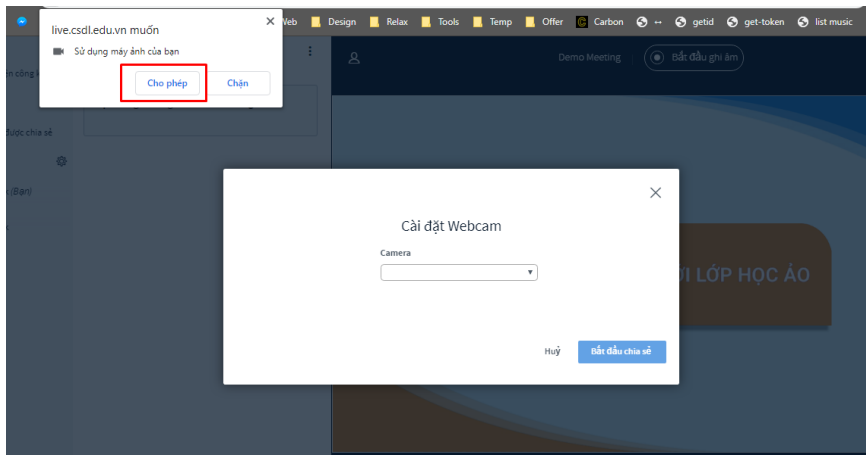 live.csdl.edu.vn muốn
Sử dụng máy ảnh của bạn
Cho phép
Chặn
Web
Design
Relax
Tools
Temp
Offer
Carbon
getid
get-token
list music
Demo Meeting
Bắt đầu ghi âm
được chia sẻ
(Bạn)
Cài đặt Webcam
Camera
Huỷ
Bắt đầu chia sẻ
LỚP HỌC ẢO